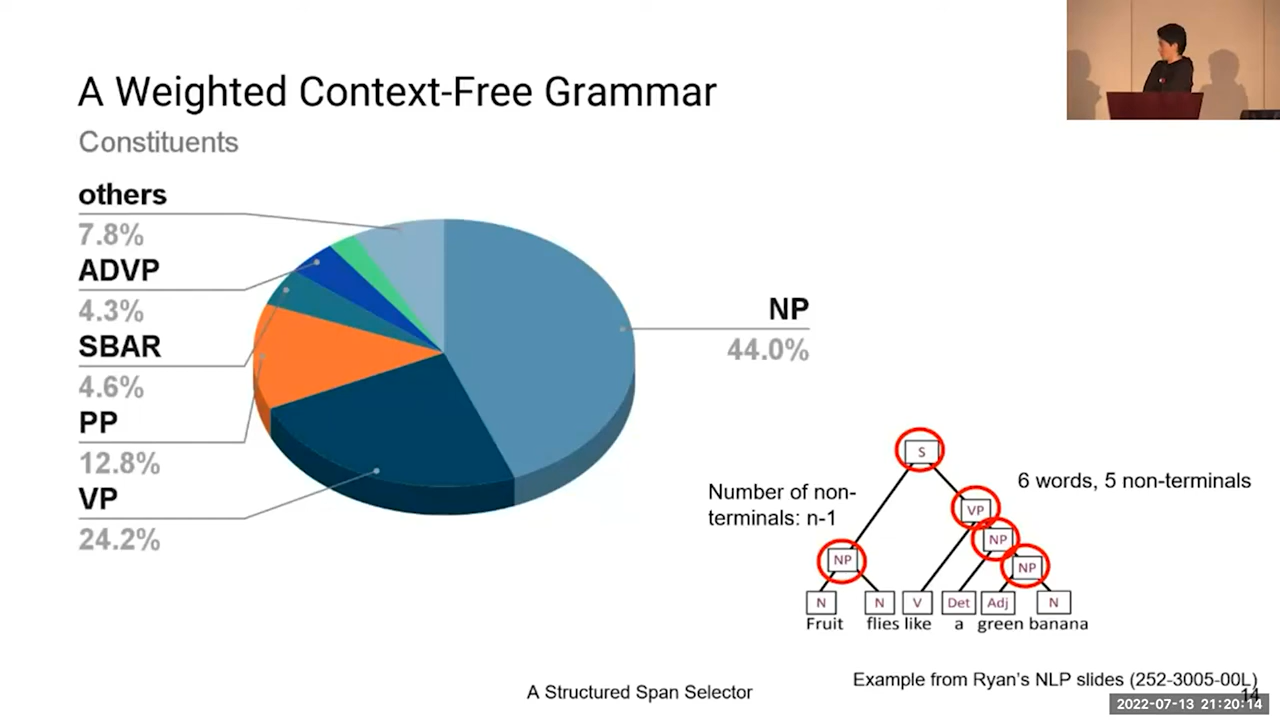 A Weighted Context-Free Grammar
Constituents
others
7.8%
ADVP
4.3%
SBAR
4.6%
PP
12.8%
VP
24.2%
NP
44.0%
Number of non-
terminals: n-1
6 words, 5 non-terminals
S
VP
NP
NP
NP
N N V Det Adj N
Fruit flies like a green banana
Example from Ryan's NLP slides (252-3005-00L)
A Structured Span Selector
14
2022-07-13 21:20:14